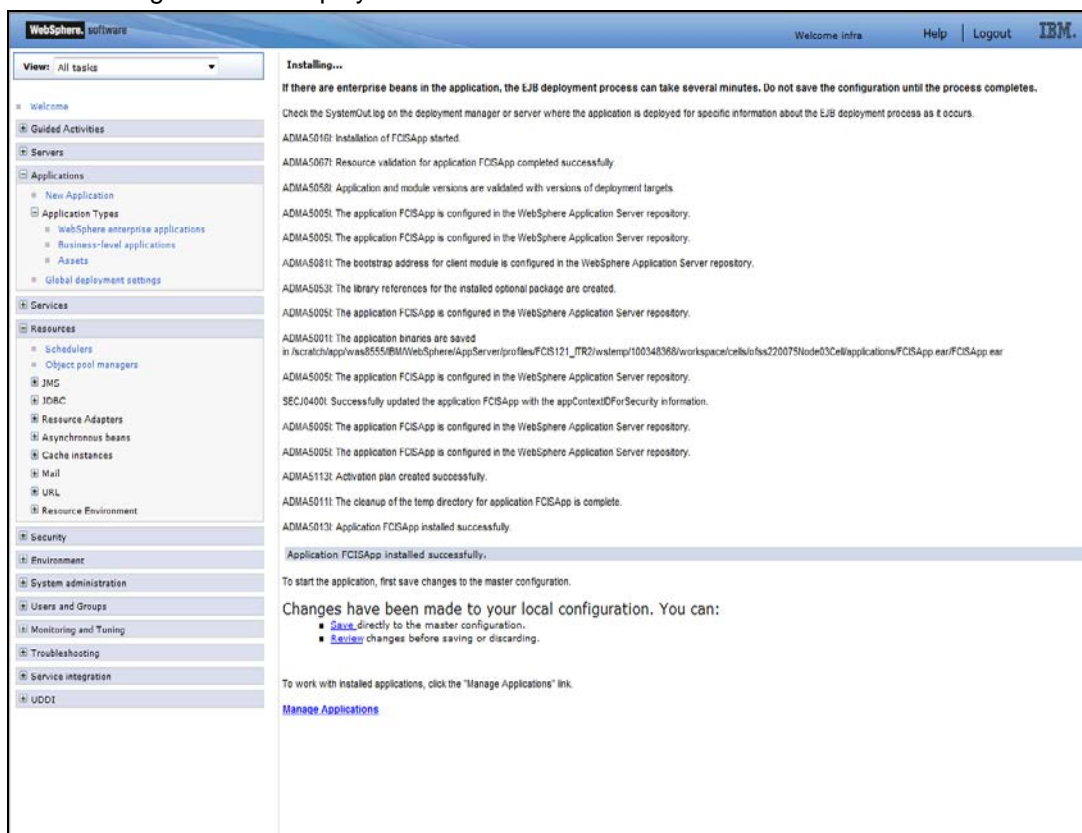 WebSphere. software
Welcome infra
Help | Logout
IBM.
View: All tasks
Welcome
Guided Activities
Servers
Applications
New Application
Application Types
WebSphere enterprise applications
Business-level applications
Assets
Global deployment settings
Services
Resources
Schedulers
Object pool managers
JMS
JDBC
Resource Adapters
Asynchronous beans
Cache instances
Mail
URL
Resource Environment
Security
Environment
System administration
Users and Groups
Monitoring and Tuning
Troubleshooting
Service integration
UDDI
Installing...
If there are enterprise beans in the application, the EJB deployment process can take several minutes. Do not save the configuration until the process completes.
Check the SystemOut.log on the deployment manager or server where the application is deployed for specific information about the EJB deployment process as it occurs.
ADMA5016I: Installation of FCISApp started.
ADMA5067I: Resource validation for application FCISApp completed successfully.
ADMA5058I: Application and module versions are validated with versions of deployment targets.
ADMA5005I: The application FCISApp is configured in the WebSphere Application Server repository.
ADMA5005I: The application FCISApp is configured in the WebSphere Application Server repository.
ADMA5081I: The bootstrap address for client module is configured in the WebSphere Application Server repository.
ADMA5053I: The library references for the installed optional package are created.
ADMA5005I: The application FCISApp is configured in the WebSphere Application Server repository.
ADMA5001I: The application binaries are saved
in /scratch/app/was8555/IBM/WebSphere/AppServer/profiles/FCIS121_ITR2/wstemp/100348368/workspace/cells/ofss220075Node03Cell/applications/FCISApp.ear/FCISApp.ear
ADMA5005I: The application FCISApp is configured in the WebSphere Application Server repository.
SECJ0400I: Successfully updated the application FCISApp with the appContextIDForSecurity information.
ADMA5005I: The application FCISApp is configured in the WebSphere Application Server repository.
ADMA5005I: The application FCISApp is configured in the WebSphere Application Server repository.
ADMA5113I: Activation plan created successfully.
ADMA5011I: The cleanup of the temp directory for application FCISApp is complete.
ADMA5013I: Application FCISApp installed successfully.
Application FCISApp installed successfully.
To start the application, first save changes to the master configuration.
Changes have been made to your local configuration. You can:
Save directly to the master configuration.
Review changes before saving or discarding.
To work with installed applications, click the "Manage Applications" link.
Manage Applications